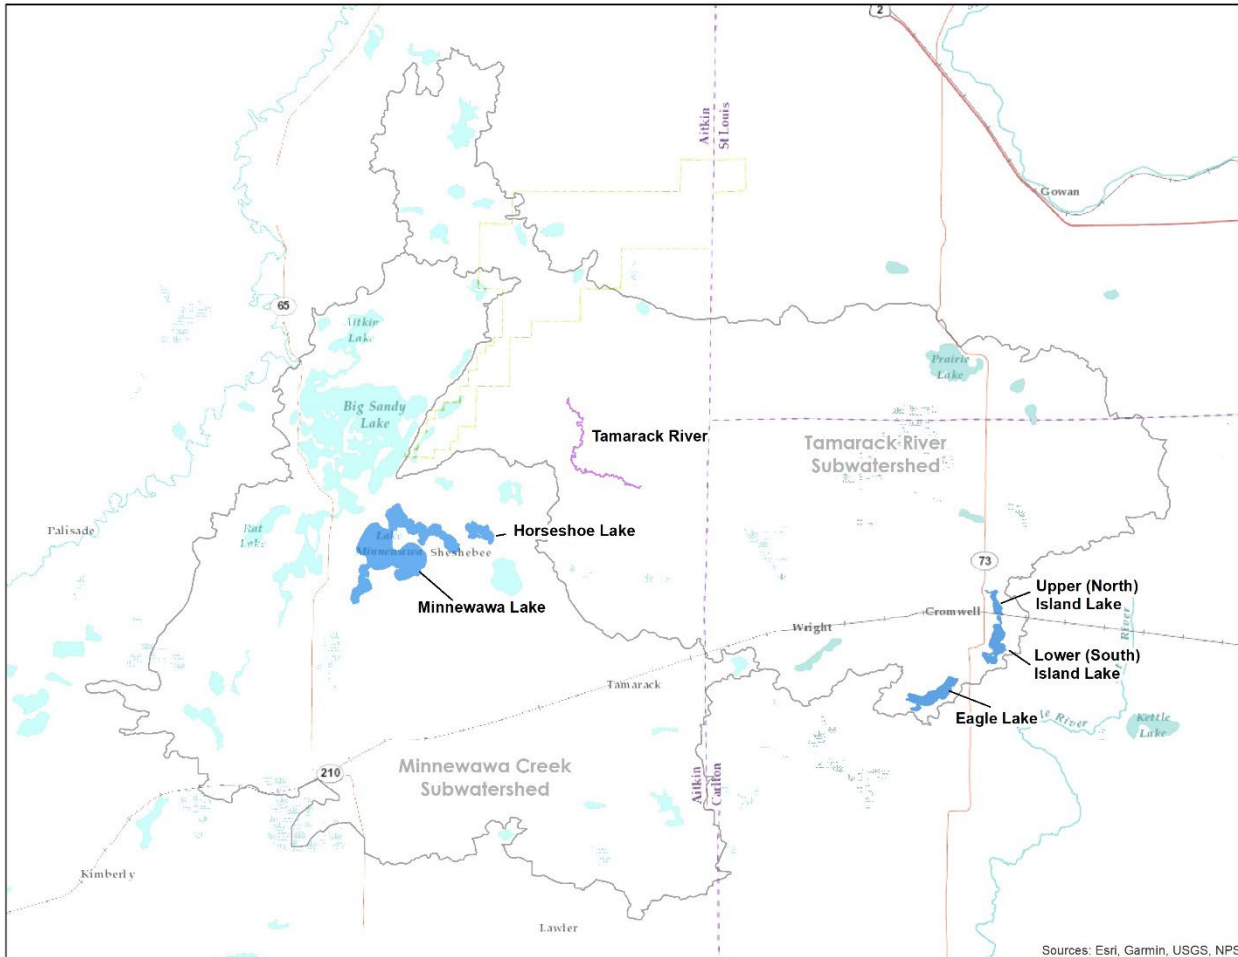 2
Aitkin
St Louis
Gowan
65
Aitkin
Lake
Prairie
Lake
Big Sandy
Lake
Tamarack River
Tamarack River
Subwatershed
Palisade
Rat
Lake
Horseshoe Lake
Lake
Minnewawa
Sheshebee
73
Minnewawa Lake
Upper (North)
Island Lake
Cromwell
Wright
River
Lower (South)
Island Lake
Tamarack
Eagle Lake
River
Kettle
Lake
210
Minnewawa Creek
Subwatershed
Aitkin
Carlton
Kimberly
Lawler
Sources: Esri, Garmin, USGS, NPS